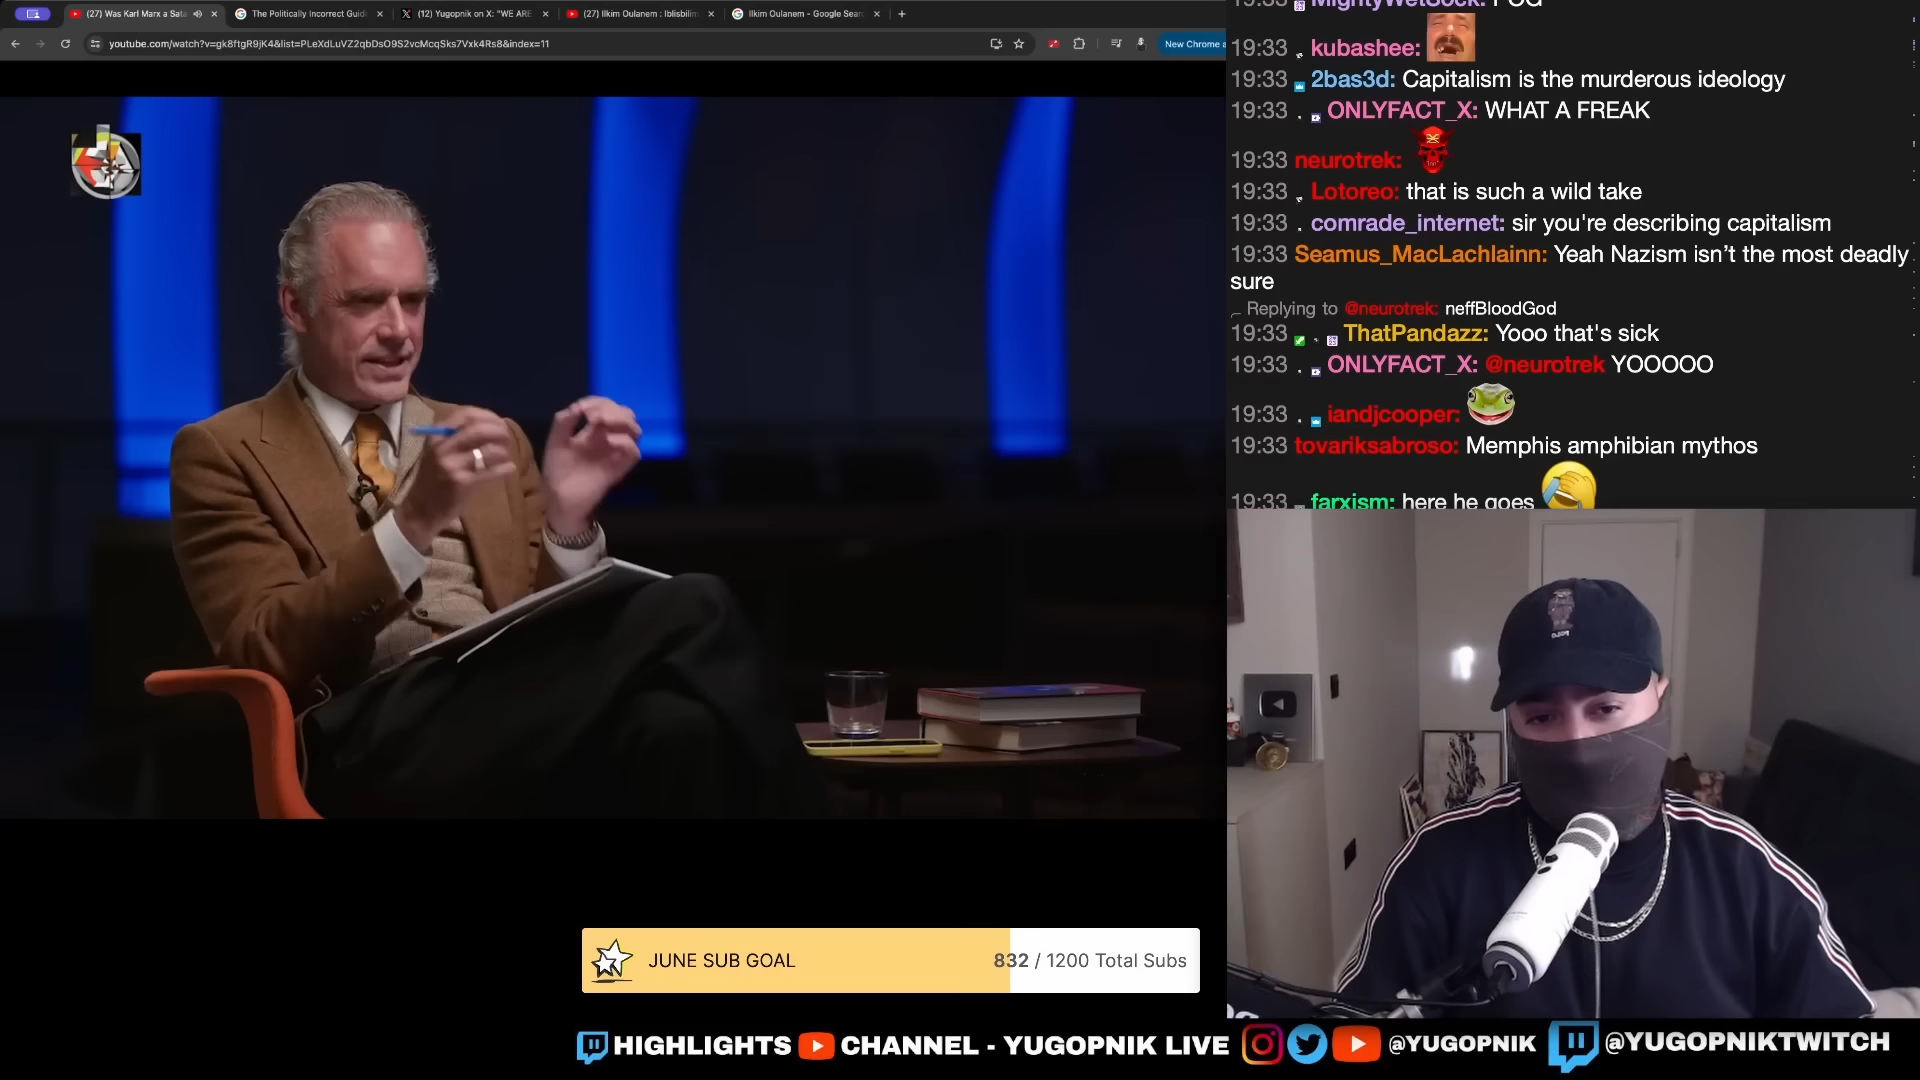 (27) Was Karl Marx a Sata
The Politically Incorrect Guid
(12) Yugopnik on X: "WE ARE
(27) Ilkim Oulanem : Iblisbilim
Ilkim Oulanem - Google Sear
youtube.com/watch?v=gk8ftgR9jK4&list=PLeXdLuVZ2qbDsO9S2vcMcqSks7Vxk4Rs8&index=11
New Chrome a
19:33 MightyWetSock: POG
19:33 kubashee:
19:33 2bas3d: Capitalism is the murderous ideology
19:33 ONLYFACT_X: WHAT A FREAK
19:33 neurotrek:
19:33 Lotoreo: that is such a wild take
19:33 comrade_internet: sir you're describing capitalism
19:33 Seamus_MacLachlainn: Yeah Nazism isn’t the most deadly
sure
Replying to @neurotrek: neffBloodGod
19:33 ThatPandazz: Yooo that's sick
19:33 ONLYFACT_X: @neurotrek YOOOOO
19:33 iandjcooper:
19:33 tovariksabroso: Memphis amphibian mythos
19:33 farxism: here he goes
POLO
JUNE SUB GOAL
832 / 1200 Total Subs
HIGHLIGHTS CHANNEL - YUGOPNIK LIVE @YUGOPNIK @YUGOPNIKTWITCH